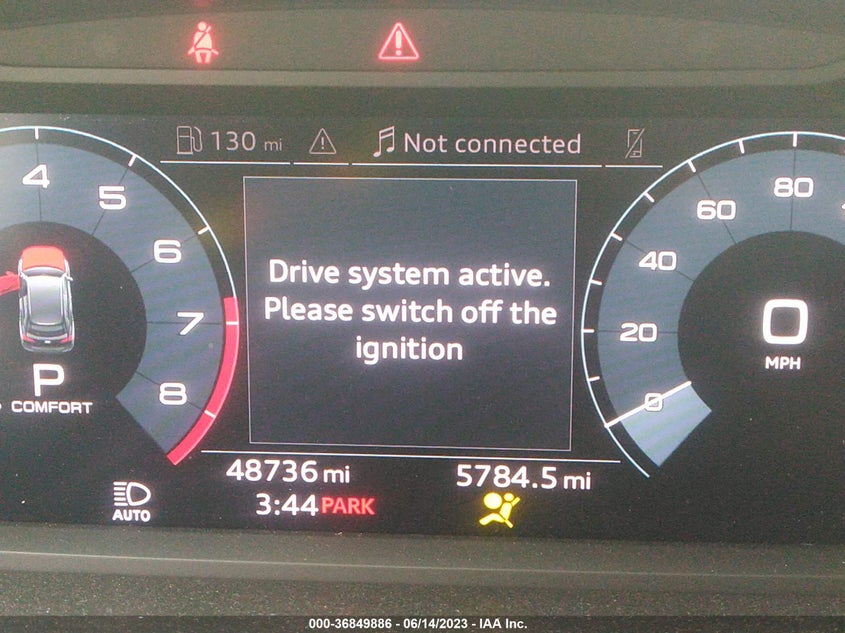 130 mi
Not connected
4
5
6
7
8
Drive system active.
Please switch off the
ignition
80
60
40
20
0
0
MPH
P
COMFORT
48736 mi
5784.5 mi
3:44 PARK
AUTO
000-36849886 - 06/14/2023 - IAA Inc.